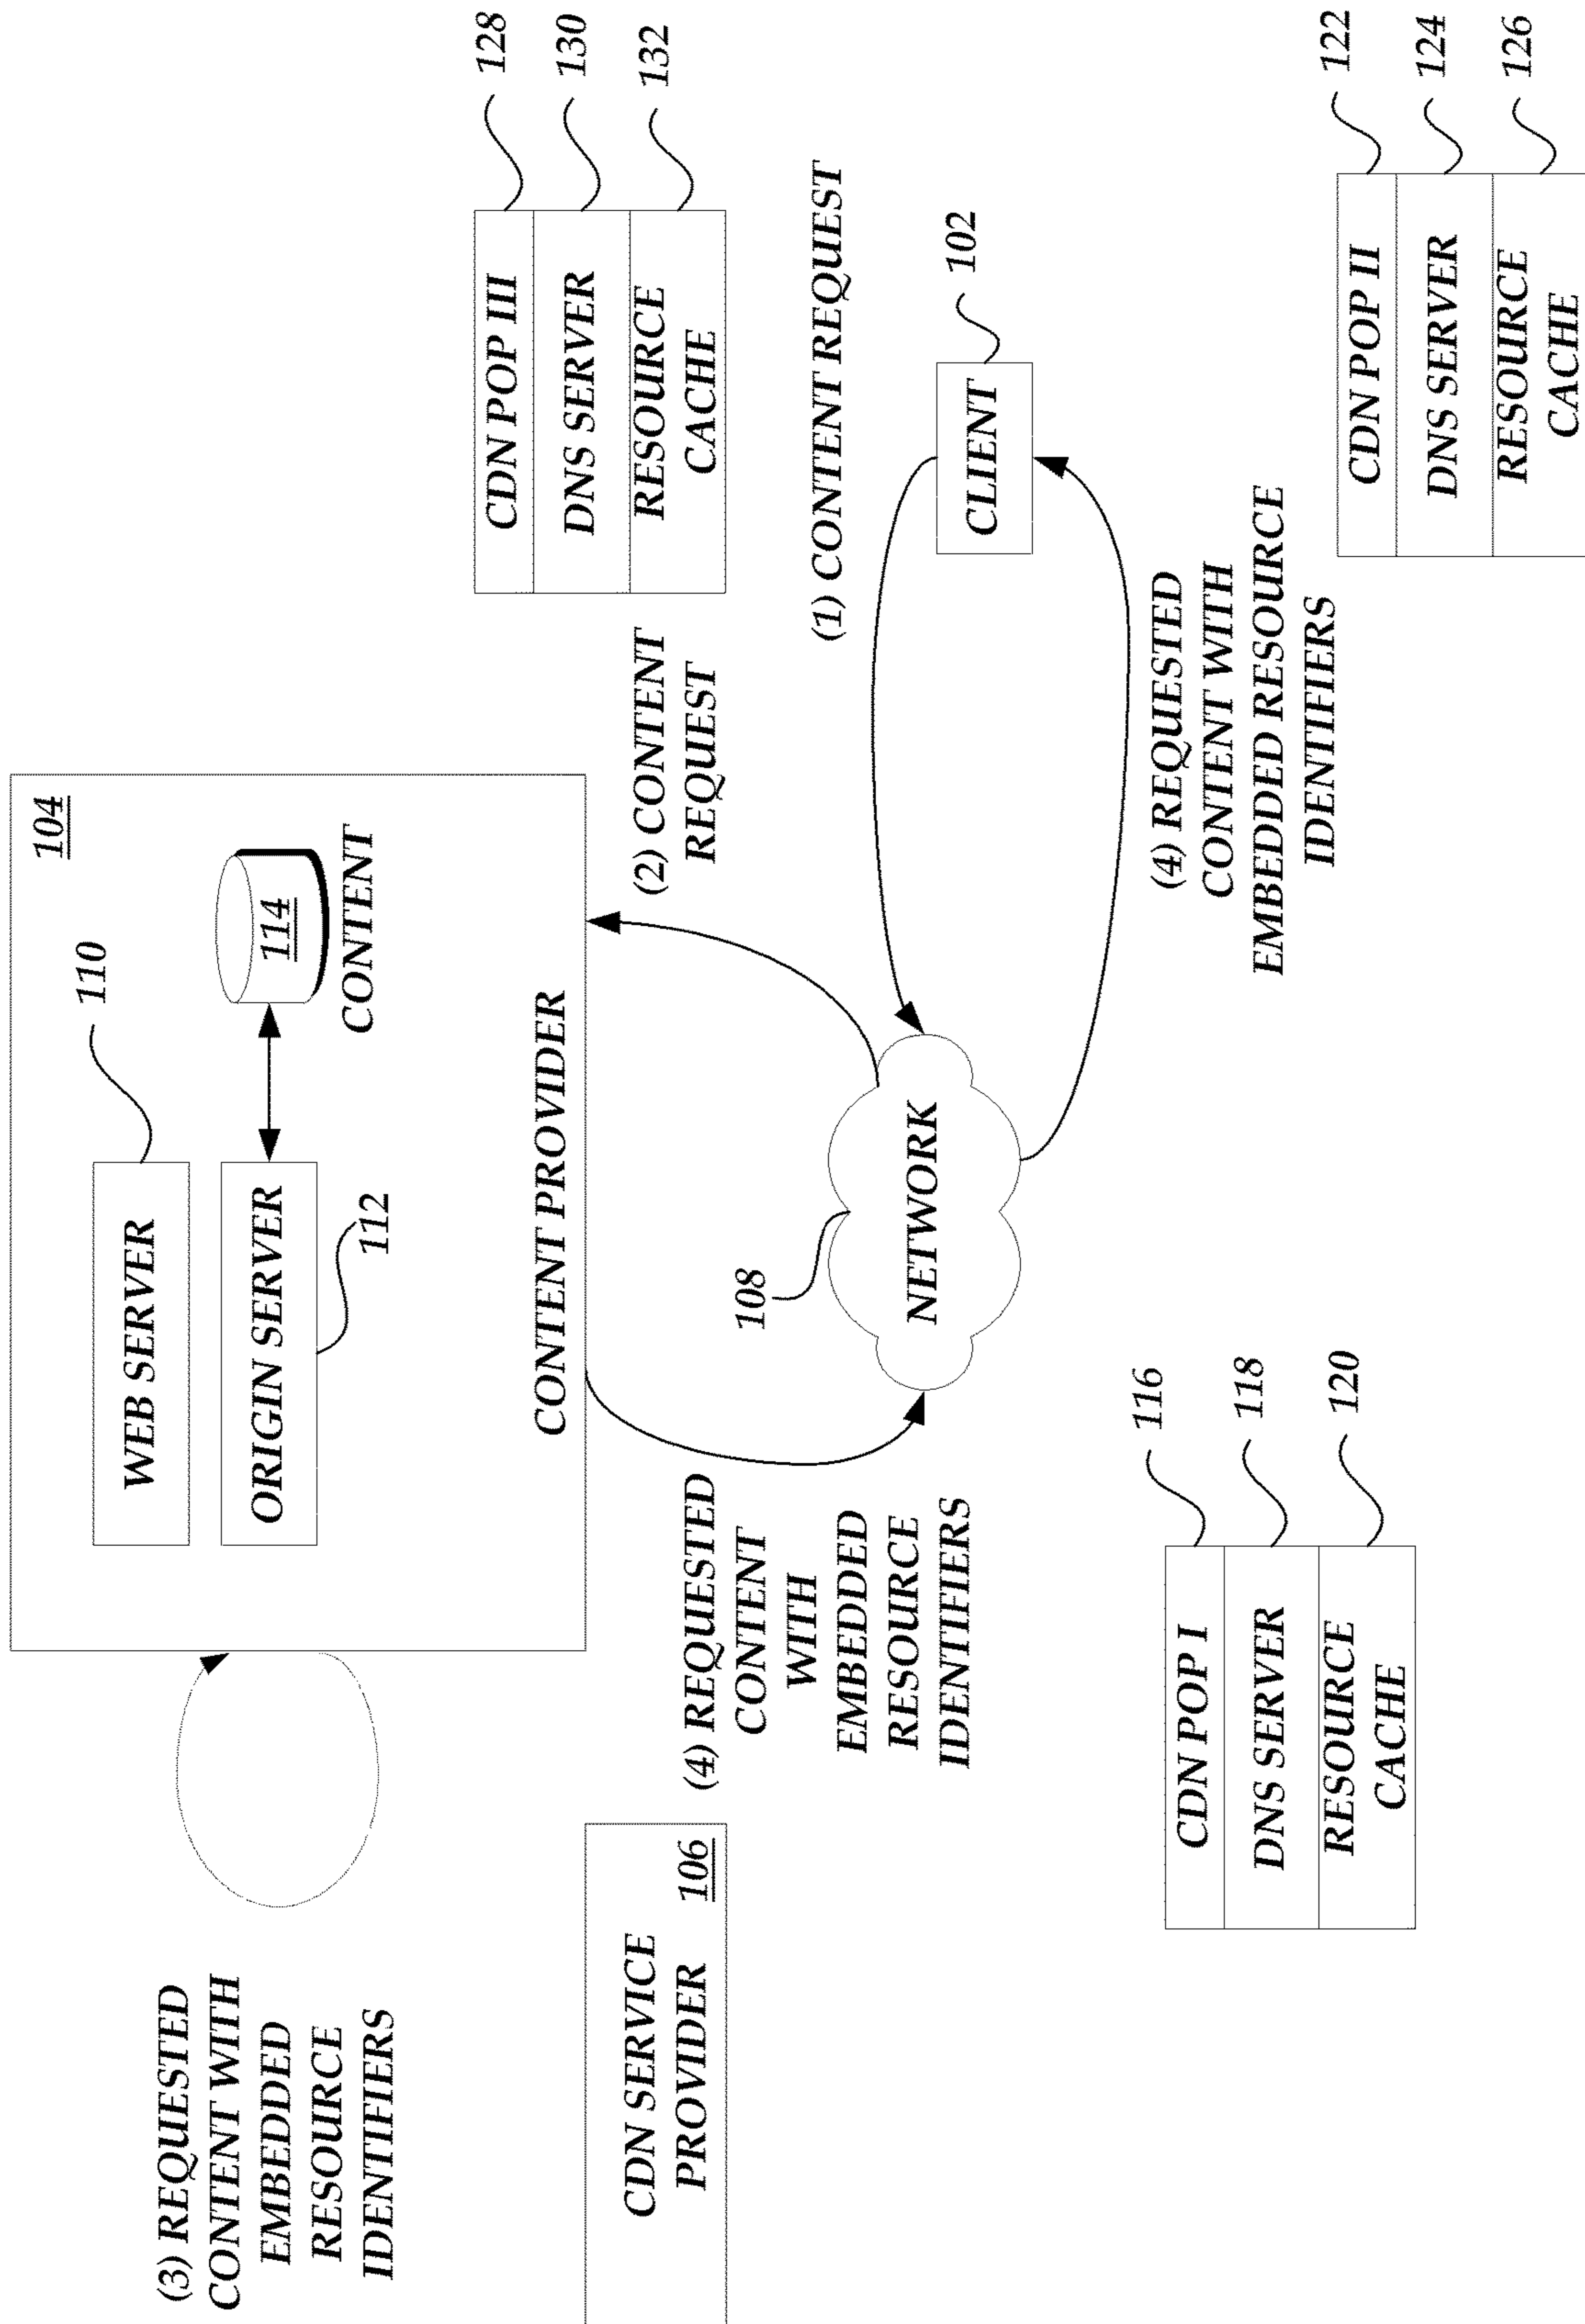 (3) REQUESTED
CONTENT WITH
EMBEDDED
RESOURCE
IDENTIFIERS
104
WEB SERVER
110
ORIGIN SERVER
112
114
CONTENT
CONTENT PROVIDER
CDN SERVICE
PROVIDER
106
(4) REQUESTED
CONTENT
WITH
EMBEDDED
RESOURCE
IDENTIFIERS
(2) CONTENT
REQUEST
CDN POP III
128
DNS SERVER
130
RESOURCE
CACHE
132
108
NETWORK
(1) CONTENT REQUEST
CLIENT
102
(4) REQUESTED
CONTENT WITH
EMBEDDED RESOURCE
IDENTIFIERS
CDN POP I
116
DNS SERVER
118
RESOURCE
CACHE
120
CDN POP II
122
DNS SERVER
124
RESOURCE
CACHE
126